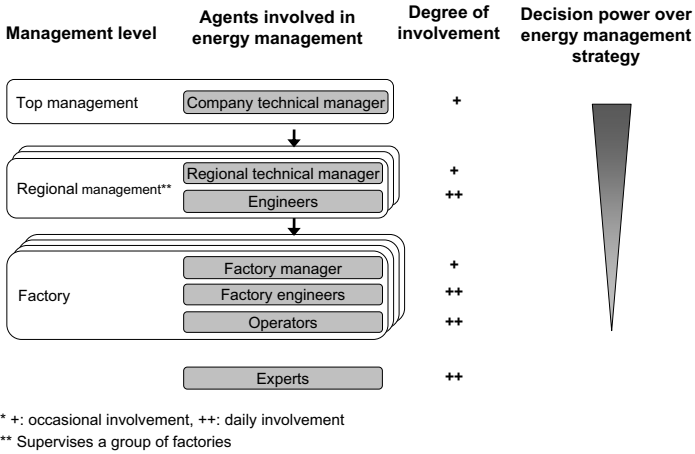 Management level
Agents involved in
energy management
Degree of
involvement
Decision power over
energy management
strategy
Top management
Company technical manager
+
Regional management**
Regional technical manager
+
Engineers
++
Factory
Factory manager
+
Factory engineers
++
Operators
++
Experts
++
* +: occasional involvement, ++: daily involvement
** Supervises a group of factories